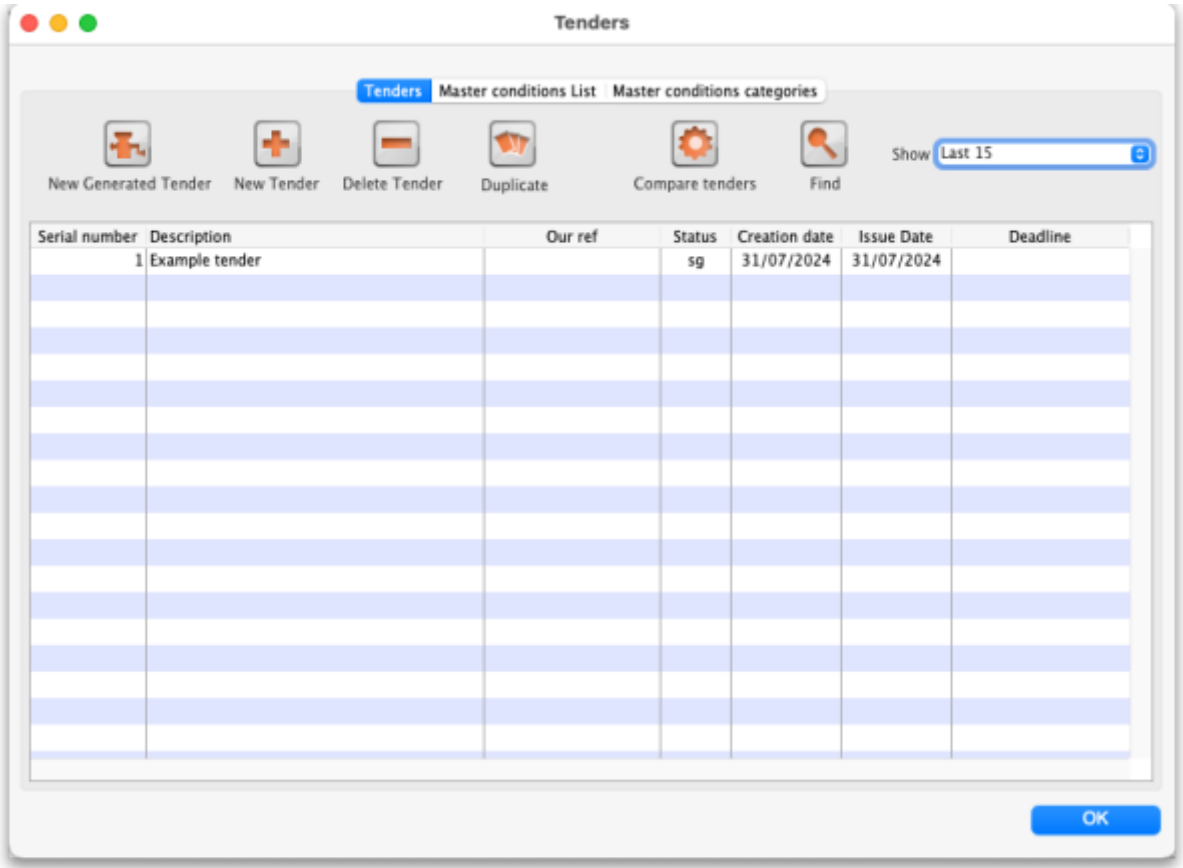 Tenders
Tenders Master conditions List Master conditions categories
New Generated Tender New Tender Delete Tender Duplicate Compare tenders Find Show Last 15
Serial number Description Our ref Status Creation date Issue Date Deadline
1 Example tender sg 31/07/2024 31/07/2024
OK